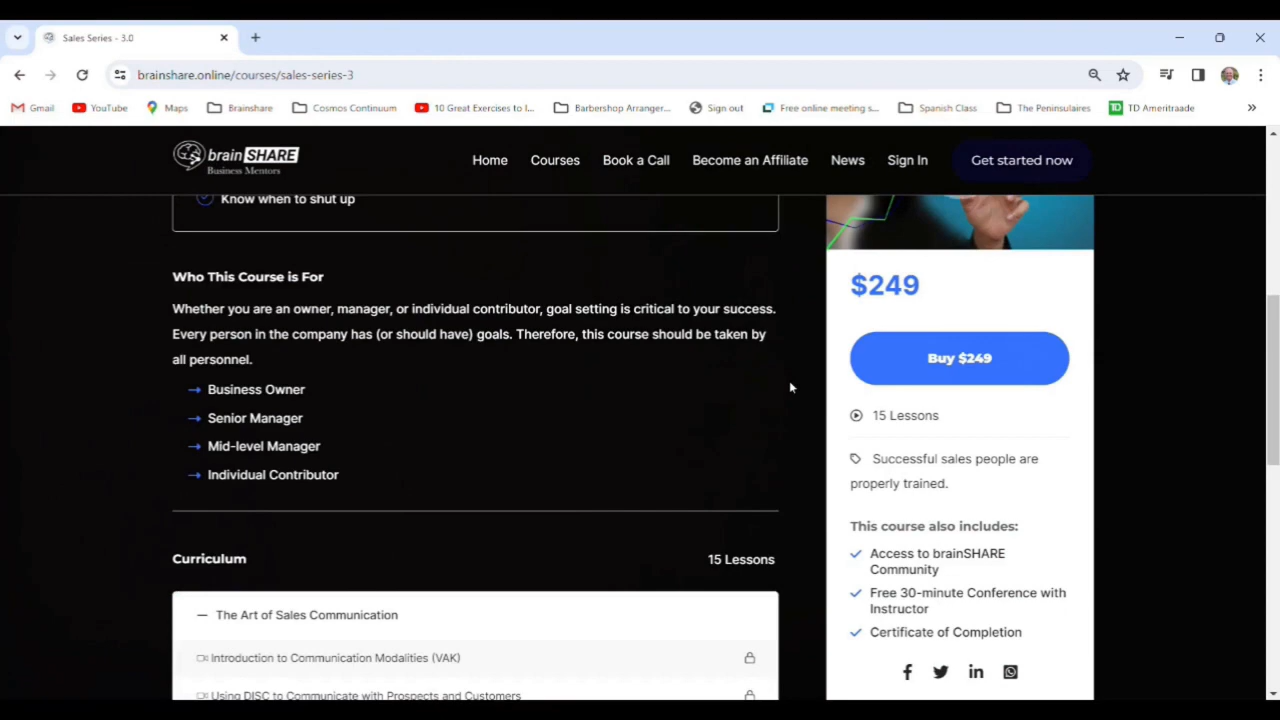 Sales Series - 3.0
brainshare.online/courses/sales-series-3
Gmail YouTube Maps Brainshare Cosmos Continuum 10 Great Exercises to I... Barbershop Arranger... Sign out Free online meeting s... Spanish Class The Peninsulaires TD TD Ameritraade »
brainSHARE
Business Mentors
Home Courses Book a Call Become an Affiliate News Sign In Get started now
Know when to shut up
Who This Course is For
Whether you are an owner, manager, or individual contributor, goal setting is critical to your success.
Every person in the company has (or should have) goals. Therefore, this course should be taken by
all personnel.
→ Business Owner
→ Senior Manager
→ Mid-level Manager
→ Individual Contributor
Curriculum 15 Lessons
The Art of Sales Communication
Introduction to Communication Modalities (VAK)
Using DISC to Communicate with Prospects and Customers
$249
Buy $249
15 Lessons
Successful sales people are
properly trained.
This course also includes:
Access to brainSHARE
Community
Free 30-minute Conference with
Instructor
Certificate of Completion